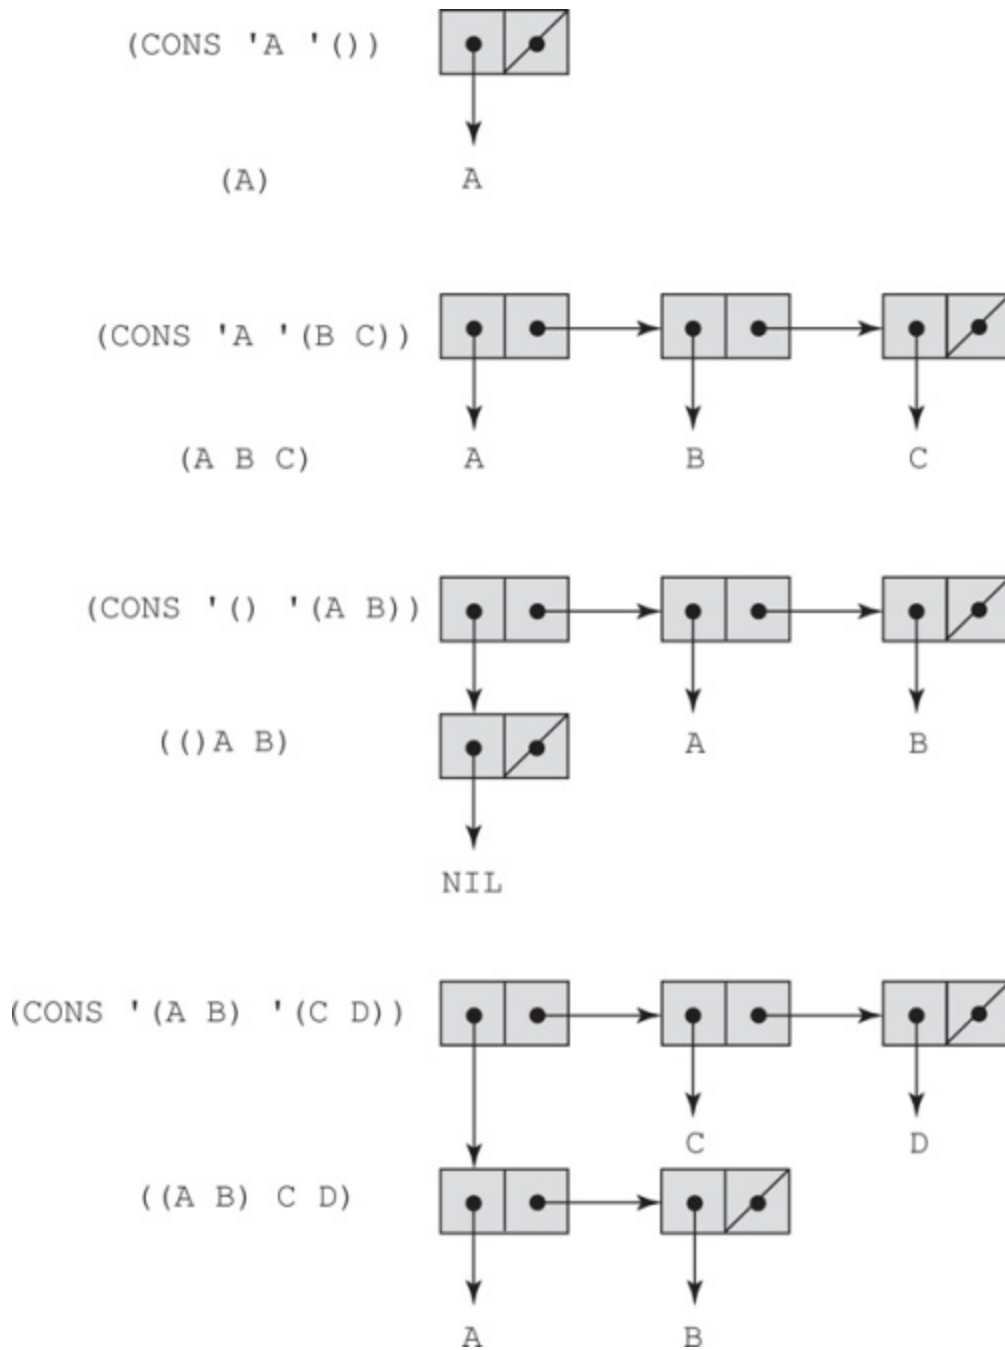 (CONS 'A '())
(A)
A
(CONS 'A '(B C))
(A B C)
A B C
(CONS '() '(A B))
(()A B)
A B
NIL
(CONS '(A B) '(C D))
C D
((A B) C D)
A B